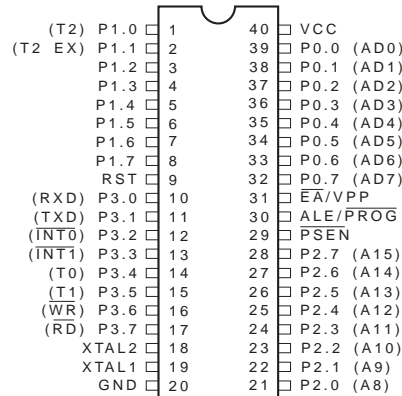 (T2) P1.0 1 40 VCC
(T2 EX) P1.1 2 39 P0.0 (AD0)
P1.2 3 38 P0.1 (AD1)
P1.3 4 37 P0.2 (AD2)
P1.4 5 36 P0.3 (AD3)
P1.5 6 35 P0.4 (AD4)
P1.6 7 34 P0.5 (AD5)
P1.7 8 33 P0.6 (AD6)
RST 9 32 P0.7 (AD7)
(RXD) P3.0 10 31 E̅A̅/VPP
(TXD) P3.1 11 30 ALE/P̅R̅O̅G̅
(I̅N̅T̅0̅) P3.2 12 29 P̅S̅E̅N̅
(I̅N̅T̅1̅) P3.3 13 28 P2.7 (A15)
(T0) P3.4 14 27 P2.6 (A14)
(T1) P3.5 15 26 P2.5 (A13)
(W̅R̅) P3.6 16 25 P2.4 (A12)
(R̅D̅) P3.7 17 24 P2.3 (A11)
XTAL2 18 23 P2.2 (A10)
XTAL1 19 22 P2.1 (A9)
GND 20 21 P2.0 (A8)